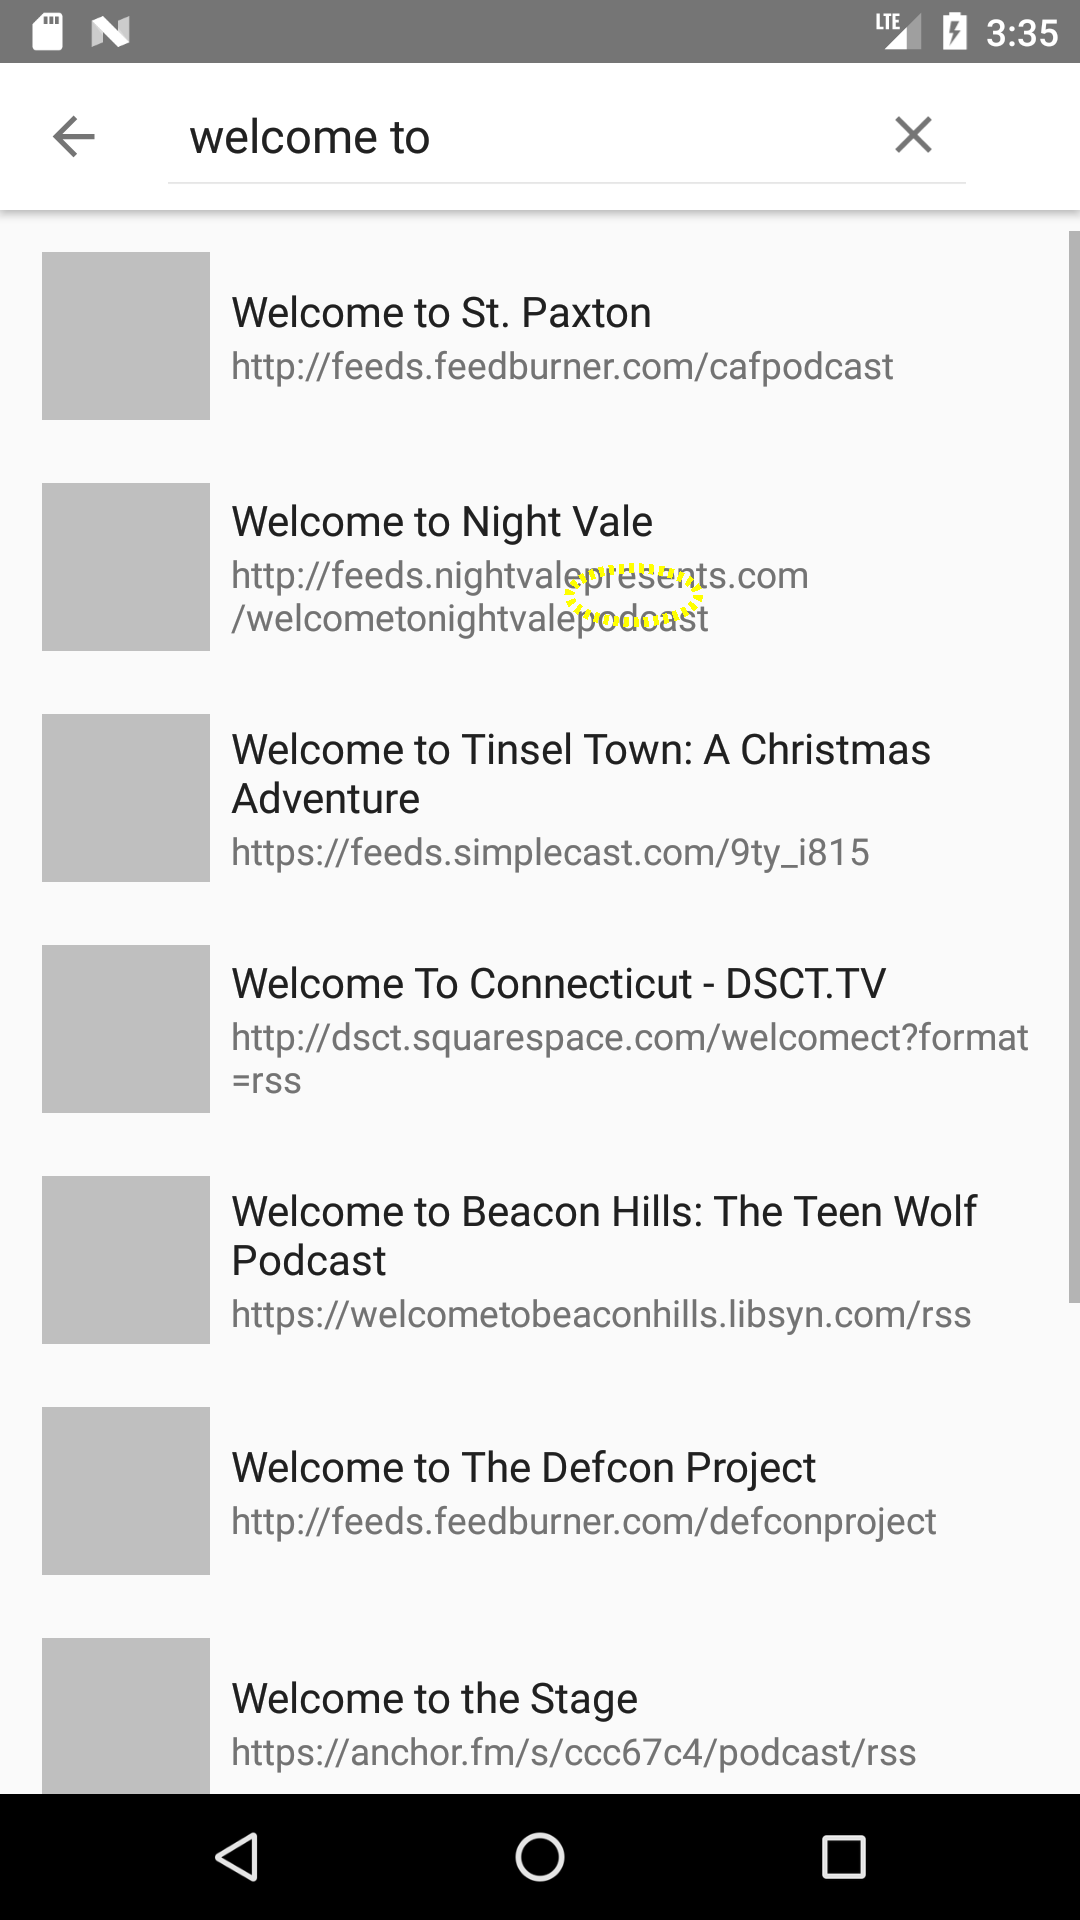 LTE 3:35
welcome to
Welcome to St. Paxton
http://feeds.feedburner.com/cafpodcast
Welcome to Night Vale
http://feeds.nightvalepresents.com
/welcometonightvalepodcast
Welcome to Tinsel Town: A Christmas
Adventure
https://feeds.simplecast.com/9ty_i815
Welcome To Connecticut - DSCT.TV
http://dsct.squarespace.com/welcomect?format
=rss
Welcome to Beacon Hills: The Teen Wolf
Podcast
https://welcometobeaconhills.libsyn.com/rss
Welcome to The Defcon Project
http://feeds.feedburner.com/defconproject
Welcome to the Stage
https://anchor.fm/s/ccc67c4/podcast/rss